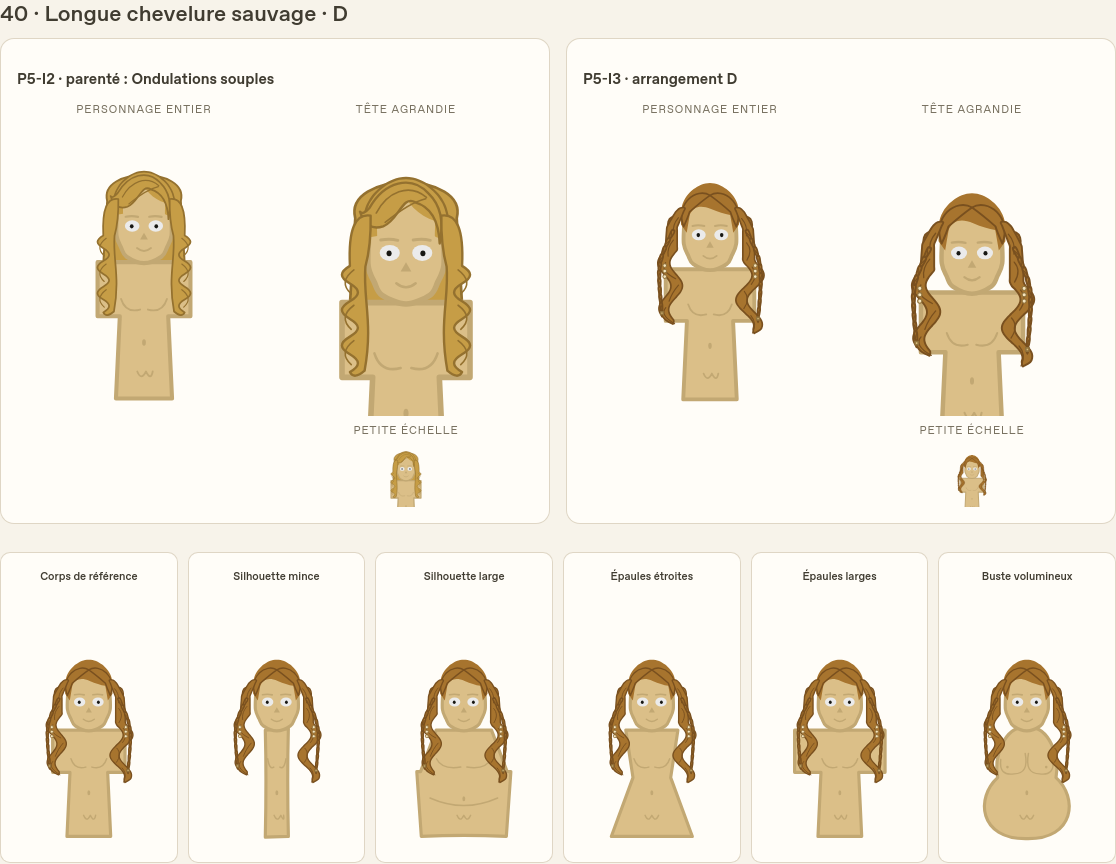 40 · Longue chevelure sauvage · D
P5-I2 · parenté : Ondulations souples
PERSONNAGE ENTIER
TÊTE AGRANDIE
PETITE ÉCHELLE
P5-I3 · arrangement D
PERSONNAGE ENTIER
TÊTE AGRANDIE
PETITE ÉCHELLE
Corps de référence
Silhouette mince
Silhouette large
Épaules étroites
Épaules larges
Buste volumineux